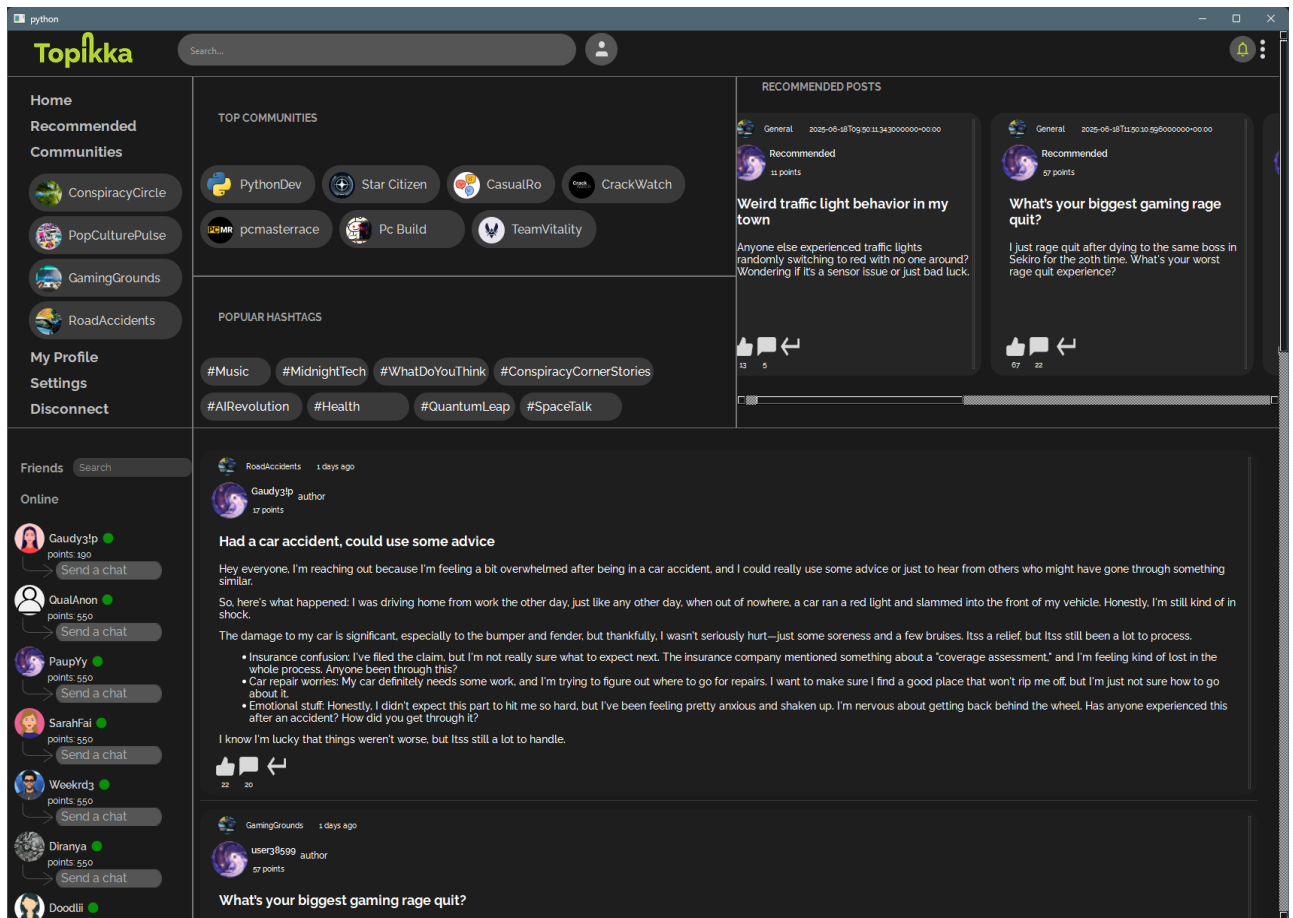 python
Topikka
Search...
Home
Recommended
Communities
ConspiracyCircle
PopCulturePulse
GamingGrounds
RoadAccidents
My Profile
Settings
Disconnect
TOP COMMUNITIES
PythonDev
Star Citizen
CasualRo
CrackWatch
PCMR
pcmasterrace
Pc Build
TeamVitality
POPULAR HASHTAGS
#Music
#MidnightTech
#WhatDoYouThink
#ConspiracyCornerStories
#AIRevolution
#Health
#QuantumLeap
#SpaceTalk
RECOMMENDED POSTS
General 2025-06-18T09:50:11.343000000+00:00
Recommended
11 points
Weird traffic light behavior in my
town
Anyone else experienced traffic lights
randomly switching to red with no one around?
Wondering if it's a sensor issue or just bad luck.
13 5
General 2025-06-18T11:50:10.596000000+00:00
Recommended
57 points
What's your biggest gaming rage
quit?
I just rage quit after dying to the same boss in
Sekiro for the 20th time. What's your worst
rage quit experience?
67 22
Friends Search
Online
Gaudy3!p
points: 190
Send a chat
QualAnon
points: 550
Send a chat
PaupYy
points: 550
Send a chat
SarahFai
points: 550
Send a chat
Weekrd3
points: 550
Send a chat
Diranya
points: 550
Send a chat
Doodlii
RoadAccidents 1 days ago
Gaudy3!p author
17 points
Had a car accident, could use some advice
Hey everyone, I'm reaching out because I'm feeling a bit overwhelmed after being in a car accident, and I could really use some advice or just to hear from others who might have gone through something
similar.
So, here's what happened: I was driving home from work the other day, just like any other day, when out of nowhere, a car ran a red light and slammed into the front of my vehicle. Honestly, I'm still kind of in
shock.
The damage to my car is significant, especially to the bumper and fender, but thankfully, I wasn't seriously hurt—just some soreness and a few bruises. Itss a relief, but Itss still been a lot to process.
• Insurance confusion: I've filed the claim, but I'm not really sure what to expect next. The insurance company mentioned something about a "coverage assessment," and I'm feeling kind of lost in the
whole process. Anyone been through this?
• Car repair worries: My car definitely needs some work, and I'm trying to figure out where to go for repairs. I want to make sure I find a good place that won't rip me off, but I'm just not sure how to go
about it.
• Emotional stuff: Honestly, I didn't expect this part to hit me so hard, but I've been feeling pretty anxious and shaken up. I'm nervous about getting back behind the wheel. Has anyone experienced this
after an accident? How did you get through it?
I know I'm lucky that things weren't worse, but Itss still a lot to handle.
22 20
GamingGrounds 1 days ago
user38599 author
57 points
What's your biggest gaming rage quit?